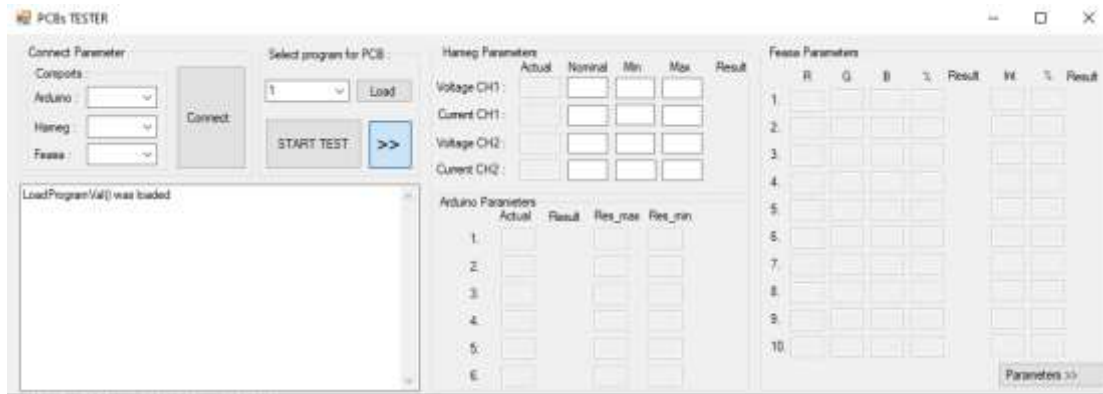 PCBs TESTER
Connect Parameter
Comports :
Arduino :
Hameg :
Feasa :
Connect
Select program for PCB :
1
Load
START TEST
>>
LoadProgramVal() was loaded
Hameg Parameters
Actual Nominal Min Max Result
Voltage CH1 :
Current CH1 :
Voltage CH2 :
Current CH2 :
Arduino Parameters
Actual Result Res_max Res_min
1.
2.
3.
4.
5.
6.
Feasa Parameters
R G B % Result Int. % Result
1.
2.
3.
4.
5.
6.
7.
8.
9.
10.
Parameters >>